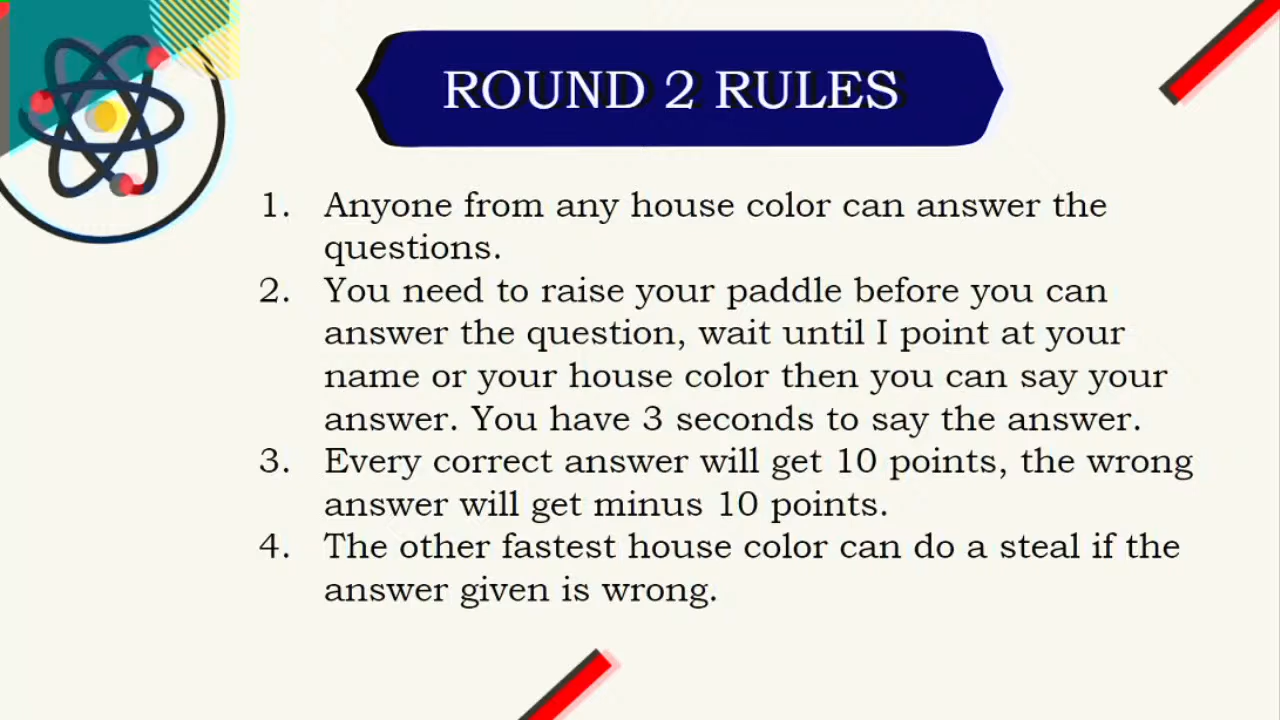 ROUND 2 RULES
1. Anyone from any house color can answer the
questions.
2. You need to raise your paddle before you can
answer the question, wait until I point at your
name or your house color then you can say your
answer. You have 3 seconds to say the answer.
3. Every correct answer will get 10 points, the wrong
answer will get minus 10 points.
4. The other fastest house color can do a steal if the
answer given is wrong.